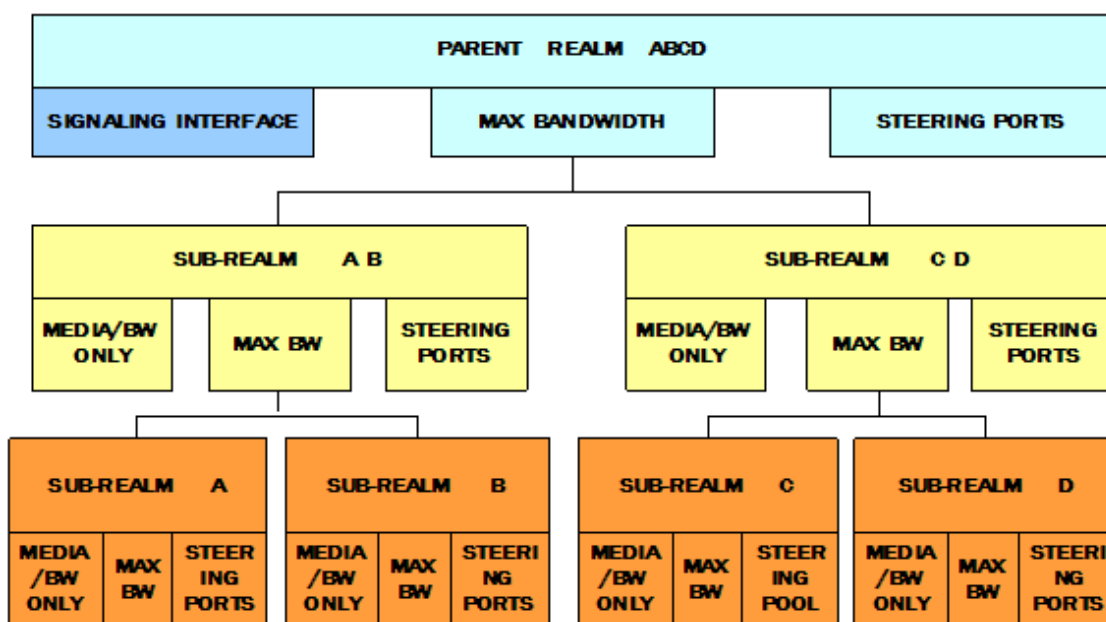 PARENT REALM ABCD
SIGNALING INTERFACE
MAX BANDWIDTH
STEERING PORTS
SUB-REALM A B
SUB-REALM C D
MEDIA/BW
ONLY
MAX BW
STEERING
PORTS
MEDIA/BW
ONLY
MAX BW
STEERING
PORTS
SUB-REALM A
SUB-REALM B
SUB-REALM C
SUB-REALM D
MEDIA
/BW
ONLY
MAX
BW
STEER
ING
PORTS
MEDIA
/BW
ONLY
MAX
BW
STEERI
NG
PORTS
MEDIA
/BW
ONLY
MAX
BW
STEER
ING
POOL
MEDIA
/BW
ONLY
MAX
BW
STEERI
NG
PORTS